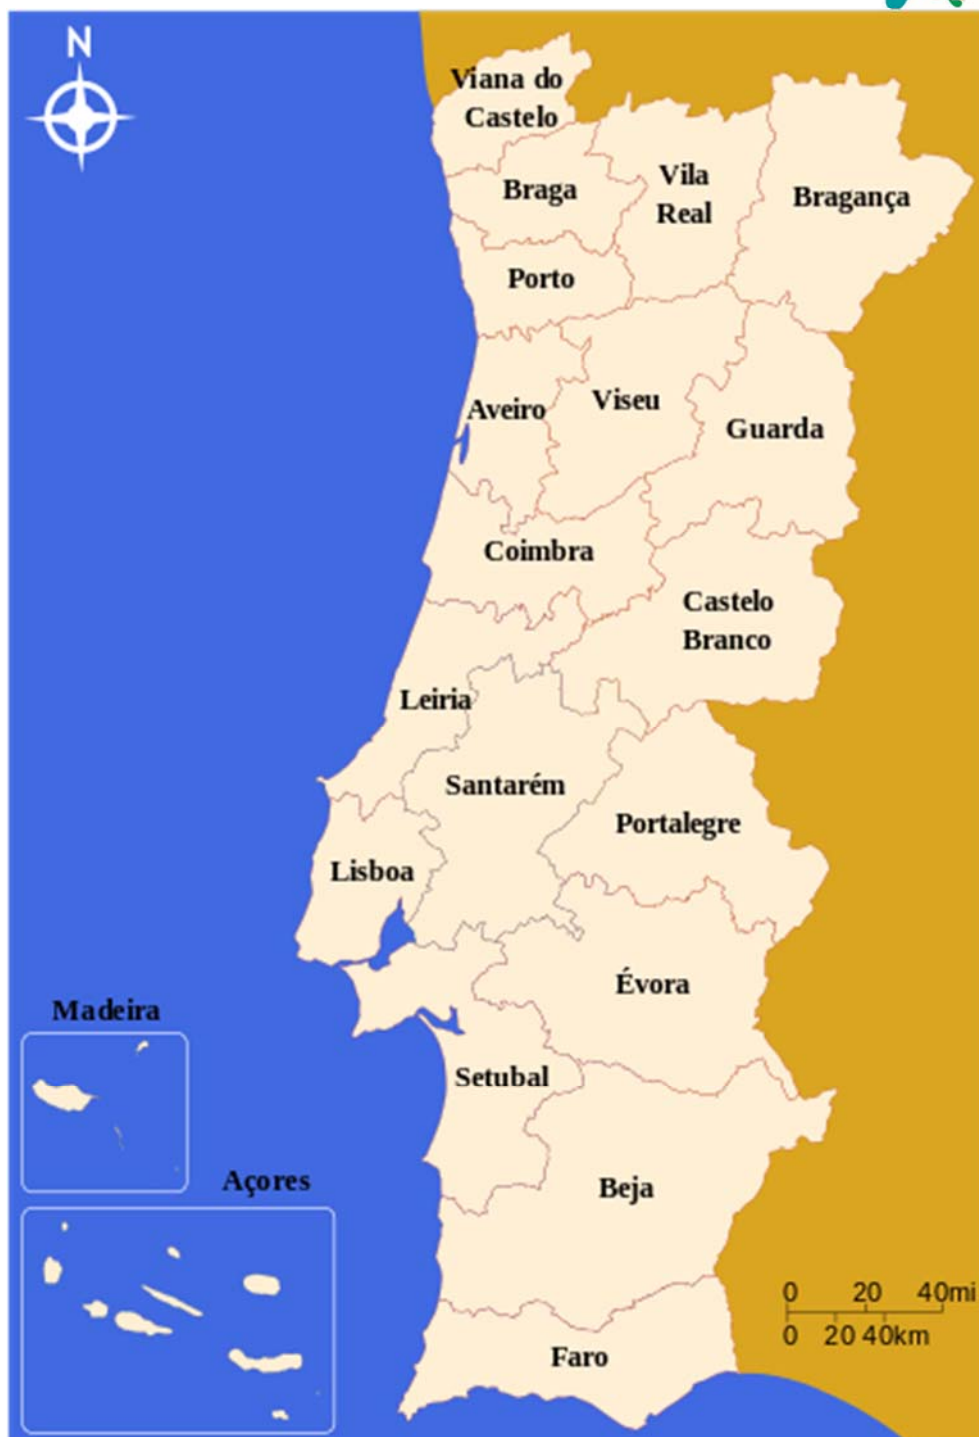 N
Viana do
Castelo
Braga
Vila
Real
Bragança
Porto
Aveiro
Viseu
Guarda
Coimbra
Castelo
Branco
Leiria
Santarém
Portalegre
Lisboa
Évora
Madeira
Setubal
Açores
Beja
0 20 40mi
0 20 40km
Faro